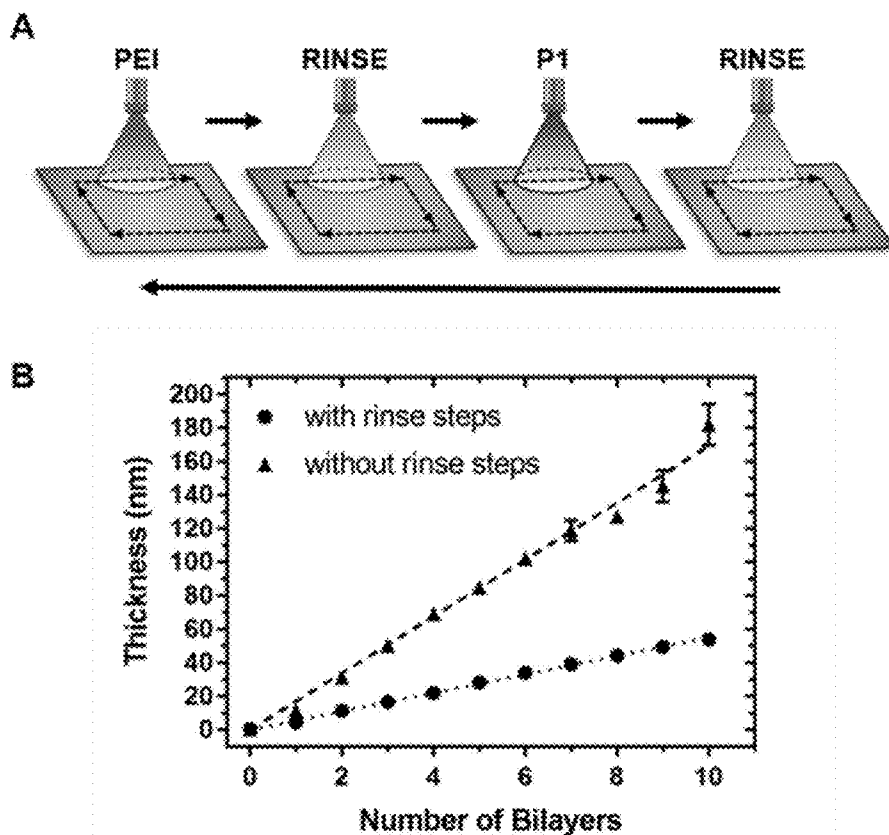 A
PEI RINSE P1 RINSE
B
200
180
160
140
120
100
80
60
40
20
0
Thickness (nm)
with rinse steps
without rinse steps
0 2 4 6 8 10
Number of Bilayers